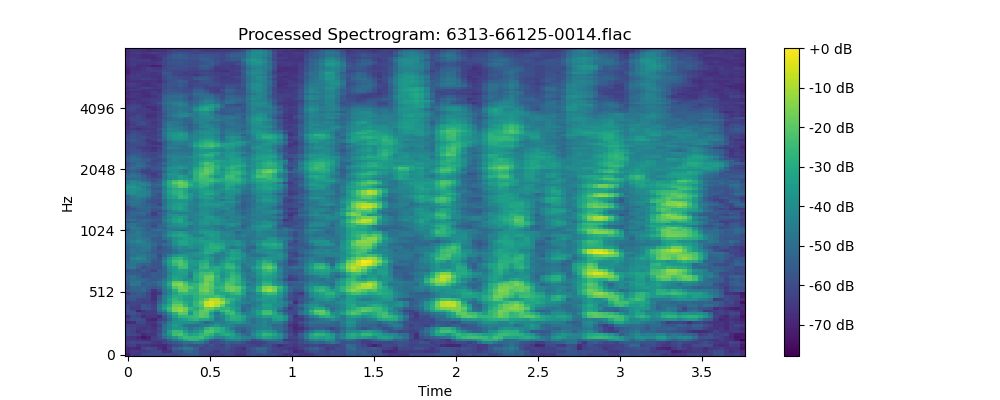 Processed Spectrogram: 6313-66125-0014.flac
Hz
4096
2048
1024
512
0
0 0.5 1 1.5 2 2.5 3 3.5
Time
+0 dB
-10 dB
-20 dB
-30 dB
-40 dB
-50 dB
-60 dB
-70 dB